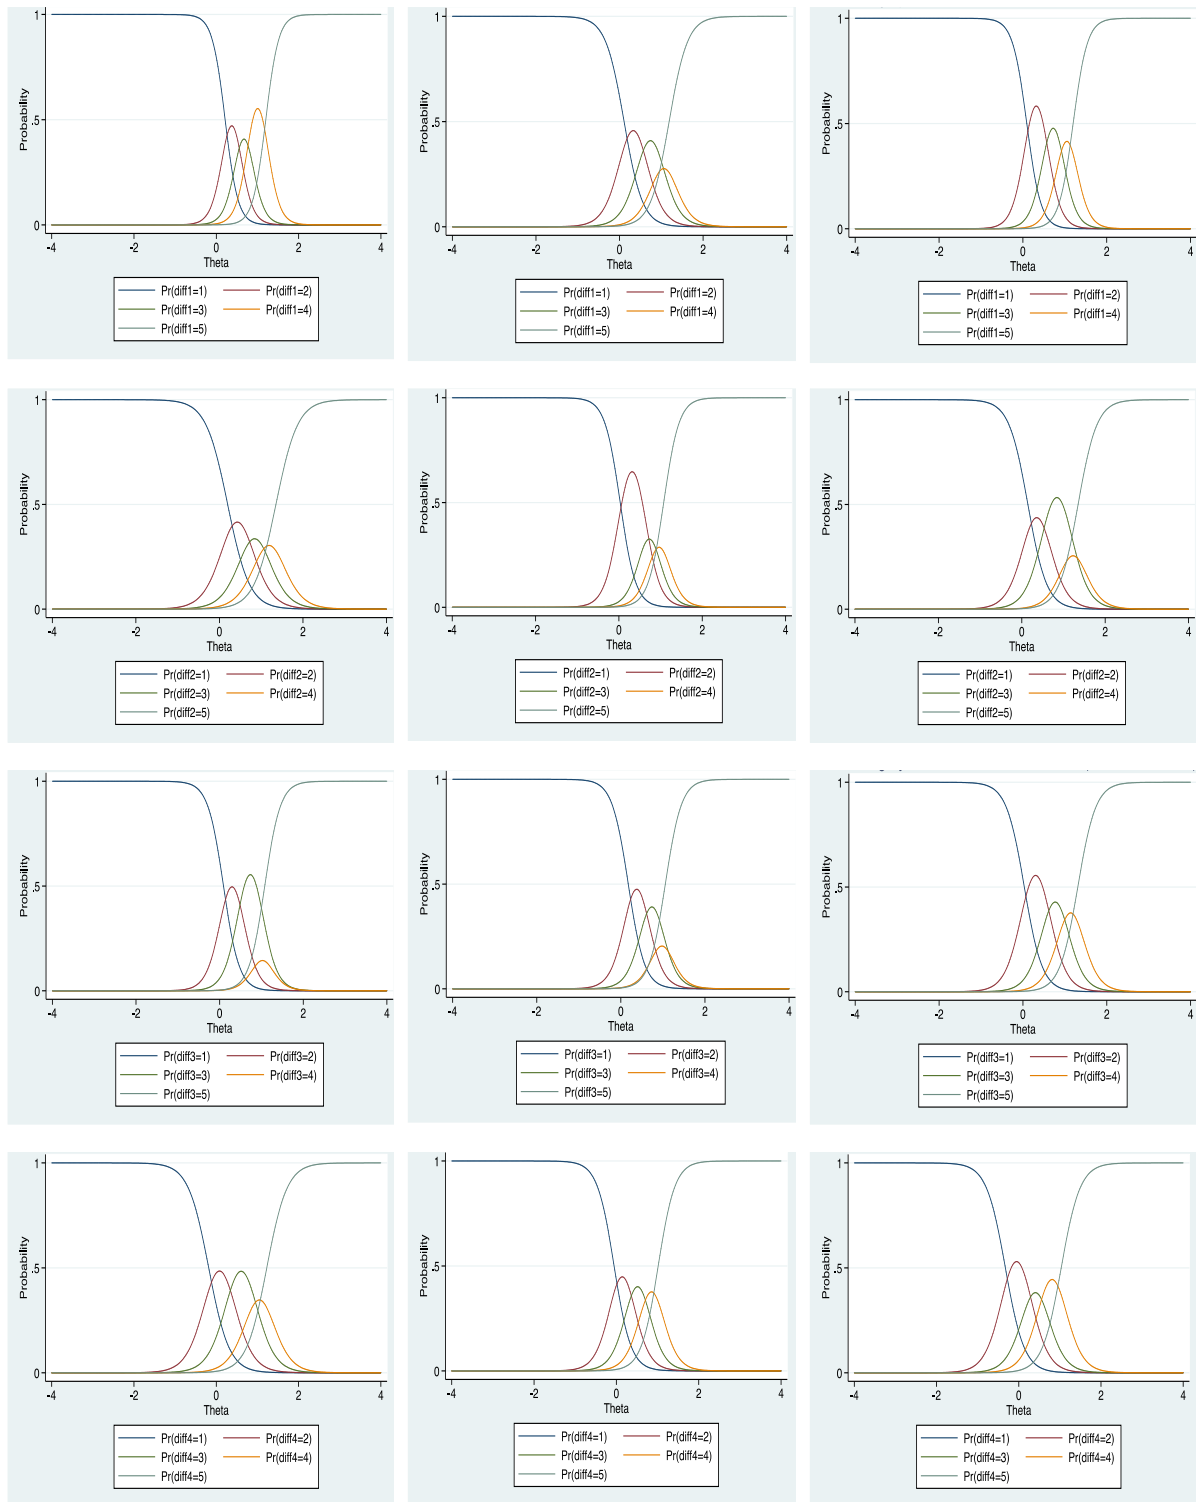 Probability
1
.5
0
-4 -2 0 2 4
Theta
Pr(diff1=1) Pr(diff1=2)
Pr(diff1=3) Pr(diff1=4)
Pr(diff1=5)
Probability
1
.5
0
-4 -2 0 2 4
Theta
Pr(diff1=1) Pr(diff1=2)
Pr(diff1=3) Pr(diff1=4)
Pr(diff1=5)
Probability
1
.5
0
-4 -2 0 2 4
Theta
Pr(diff1=1) Pr(diff1=2)
Pr(diff1=3) Pr(diff1=4)
Pr(diff1=5)
Probability
1
.5
0
-4 -2 0 2 4
Theta
Pr(diff2=1) Pr(diff2=2)
Pr(diff2=3) Pr(diff2=4)
Pr(diff2=5)
Probability
1
.5
0
-4 -2 0 2 4
Theta
Pr(diff2=1) Pr(diff2=2)
Pr(diff2=3) Pr(diff2=4)
Pr(diff2=5)
Probability
1
.5
0
-4 -2 0 2 4
Theta
Pr(diff2=1) Pr(diff2=2)
Pr(diff2=3) Pr(diff2=4)
Pr(diff2=5)
Probability
1
.5
0
-4 -2 0 2 4
Theta
Pr(diff3=1) Pr(diff3=2)
Pr(diff3=3) Pr(diff3=4)
Pr(diff3=5)
Probability
1
.5
0
-4 -2 0 2 4
Theta
Pr(diff3=1) Pr(diff3=2)
Pr(diff3=3) Pr(diff3=4)
Pr(diff3=5)
Probability
1
.5
0
-4 -2 0 2 4
Theta
Pr(diff3=1) Pr(diff3=2)
Pr(diff3=3) Pr(diff3=4)
Pr(diff3=5)
Probability
1
.5
0
-4 -2 0 2 4
Theta
Pr(diff4=1) Pr(diff4=2)
Pr(diff4=3) Pr(diff4=4)
Pr(diff4=5)
Probability
1
.5
0
-4 -2 0 2 4
Theta
Pr(diff4=1) Pr(diff4=2)
Pr(diff4=3) Pr(diff4=4)
Pr(diff4=5)
Probability
1
.5
0
-4 -2 0 2 4
Theta
Pr(diff4=1) Pr(diff4=2)
Pr(diff4=3) Pr(diff4=4)
Pr(diff4=5)